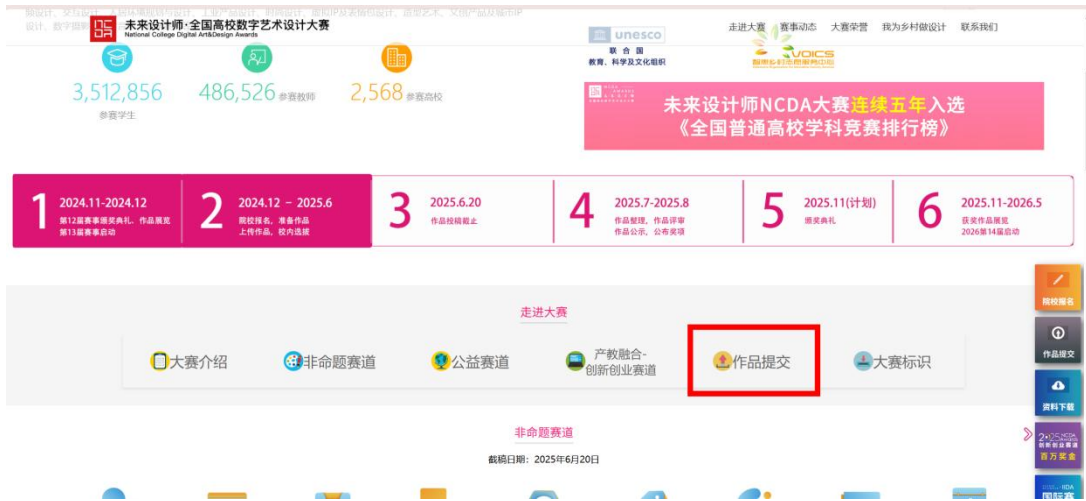 未来设计师·全国高校数字艺术设计大赛
National College Digital Art&Design Awards
走进大赛 赛事动态 大赛荣誉 我为乡村做设计 联系我们
unesco
联 合 国
教育、科学及文化组织
VOICS
3,512,856
参赛学生
486,526 参赛教师
2,568 参赛高校
未来设计师NCDA大赛连续五年入选
《全国普通高校学科竞赛排行榜》
1
2024.11-2024.12
第12届赛事颁奖典礼、作品展览
第13届赛事启动
2
2024.12 - 2025.6
院校报名，准备作品
上传作品，校内选拔
3
2025.6.20
作品投稿截止
4
2025.7-2025.8
作品整理，作品评审
作品公示，公布奖项
5
2025.11(计划)
颁奖典礼
6
2025.11-2026.5
获奖作品展览
2026第14届启动
走进大赛
大赛介绍
非命题赛道
公益赛道
产教融合-
创新创业赛道
作品提交
大赛标识
院校报名
作品提交
资料下载
创新创业赛道
百万奖金
国际赛
非命题赛道
截稿日期：2025年6月20日